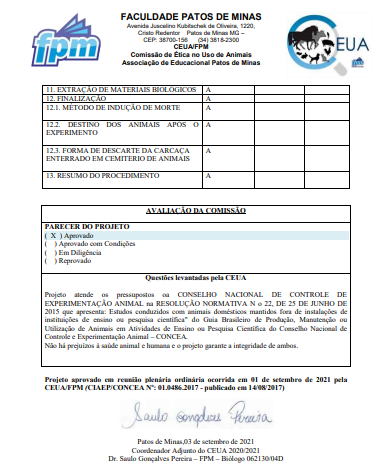 fpm
FACULDADE PATOS DE MINAS
Avenida Juscelino Kubitschek de Oliveira, 1220,
Cristo Redentor Patos de Minas MG –
CEP: 38700-156 (34) 3818-2300
CEUA/FPM
Comissão de Ética no Uso de Animais
Associação de Educacional Patos de Minas
CEUA
11. EXTRAÇÃO DE MATERIAIS BIOLÓGICOS A
12. FINALIZAÇÃO A
12.1. MÉTODO DE INDUÇÃO DE MORTE A
12.2. DESTINO DOS ANIMAIS APÓS O A
EXPERIMENTO
12.3. FORMA DE DESCARTE DA CARCAÇA A
ENTERRADO EM CEMITERIO DE ANIMAIS
13. RESUMO DO PROCEDIMENTO A
AVALIAÇÃO DA COMISSÃO
PARECER DO PROJETO
( X ) Aprovado
( ) Aprovado com Condições
( ) Em Diligência
( ) Reprovado
Questões levantadas pela CEUA
Projeto atende os pressupostos oa CONSELHO NACIONAL DE CONTROLE DE
EXPERIMENTAÇÃO ANIMAL na RESOLUÇÃO NORMATIVA N o 22, DE 25 DE JUNHO DE
2015 que apresenta: Estudos conduzidos com animais domésticos mantidos fora de instalações de
instituições de ensino ou pesquisa científica" do Guia Brasileiro de Produção, Manutenção ou
Utilização de Animais em Atividades de Ensino ou Pesquisa Científica do Conselho Nacional de
Controle e Experimentação Animal – CONCEA.
Não há prejuízos à saúde animal e humana e o projeto garante a integridade de ambos.
Projeto aprovado em reunião plenária ordinária ocorrida em 01 de setembro de 2021 pela
CEUA/FPM (CIAEP/CONCEA Nº: 01.0486.2017 - publicado em 14/08/2017)
Saulo Gonçalves Pereira
Patos de Minas,03 de setembro de 2021
Coordenador Adjunto do CEUA 2020/2021
Dr. Saulo Gonçalves Pereira – FPM – Biólogo 062130/04D